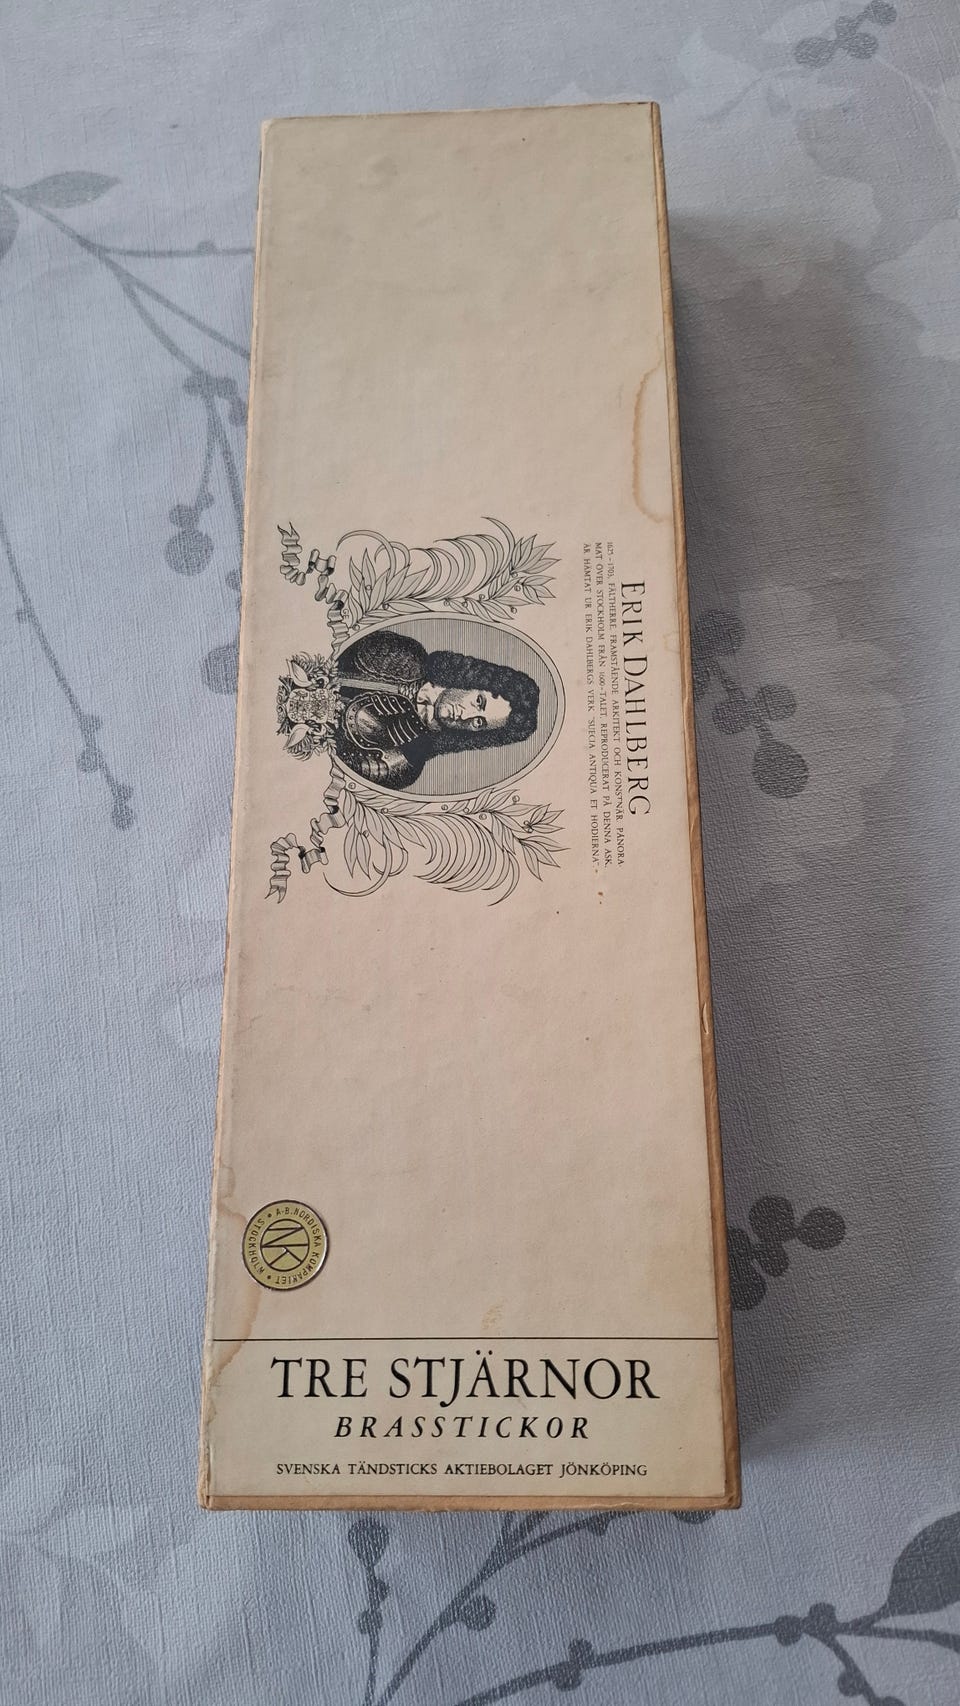 ERIK DAHLBERG
1625–1703, FÄLTHERRE, FRAMSTÅENDE ARKITEKT OCH KONSTNÄR. PANORA-
MAT ÖVER STOCKHOLM FRÅN 1600-TALET REPRODUCERAT PÅ DENNA ASK,
ÄR HÄMTAT UR ERIK DAHLBERGS VERK "SUECIA ANTIQUA ET HODIERNA".
A-B. NORDISKA KOMPANIET • STOCKHOLM •
NK
TRE STJÄRNOR
BRASSTICKOR
SVENSKA TÄNDSTICKS AKTIEBOLAGET JÖNKÖPING